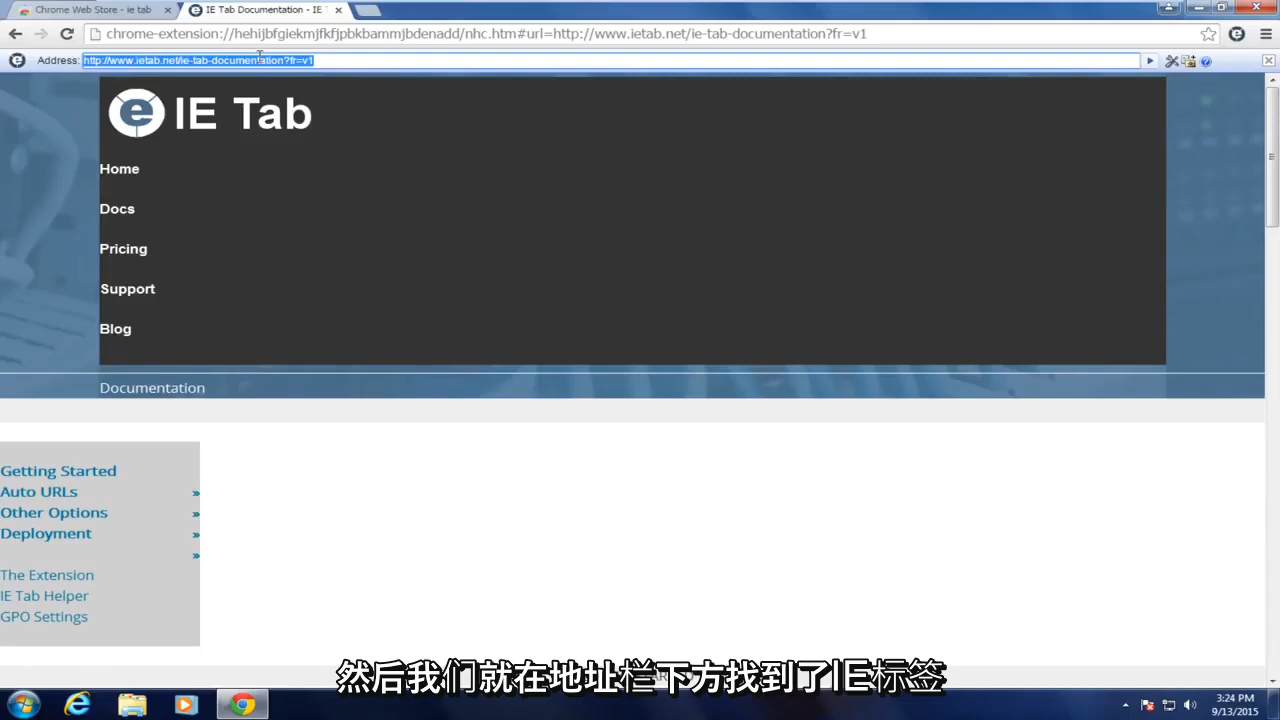 Chrome Web Store - ie tab
IE Tab Documentation - IE T
chrome-extension://hehijbfgiekmjfkfjpbkbammjbdenadd/nhc.htm#url=http://www.ietab.net/ie-tab-documentation?fr=v1
Address: http://www.ietab.net/ie-tab-documentation?fr=v1
IE Tab
Home
Docs
Pricing
Support
Blog
Documentation
Getting Started
Auto URLs »
Other Options »
Deployment »
»
The Extension
IE Tab Helper
GPO Settings
然后我们就在地址栏下方找到了IE标签
3:24 PM
9/13/2015